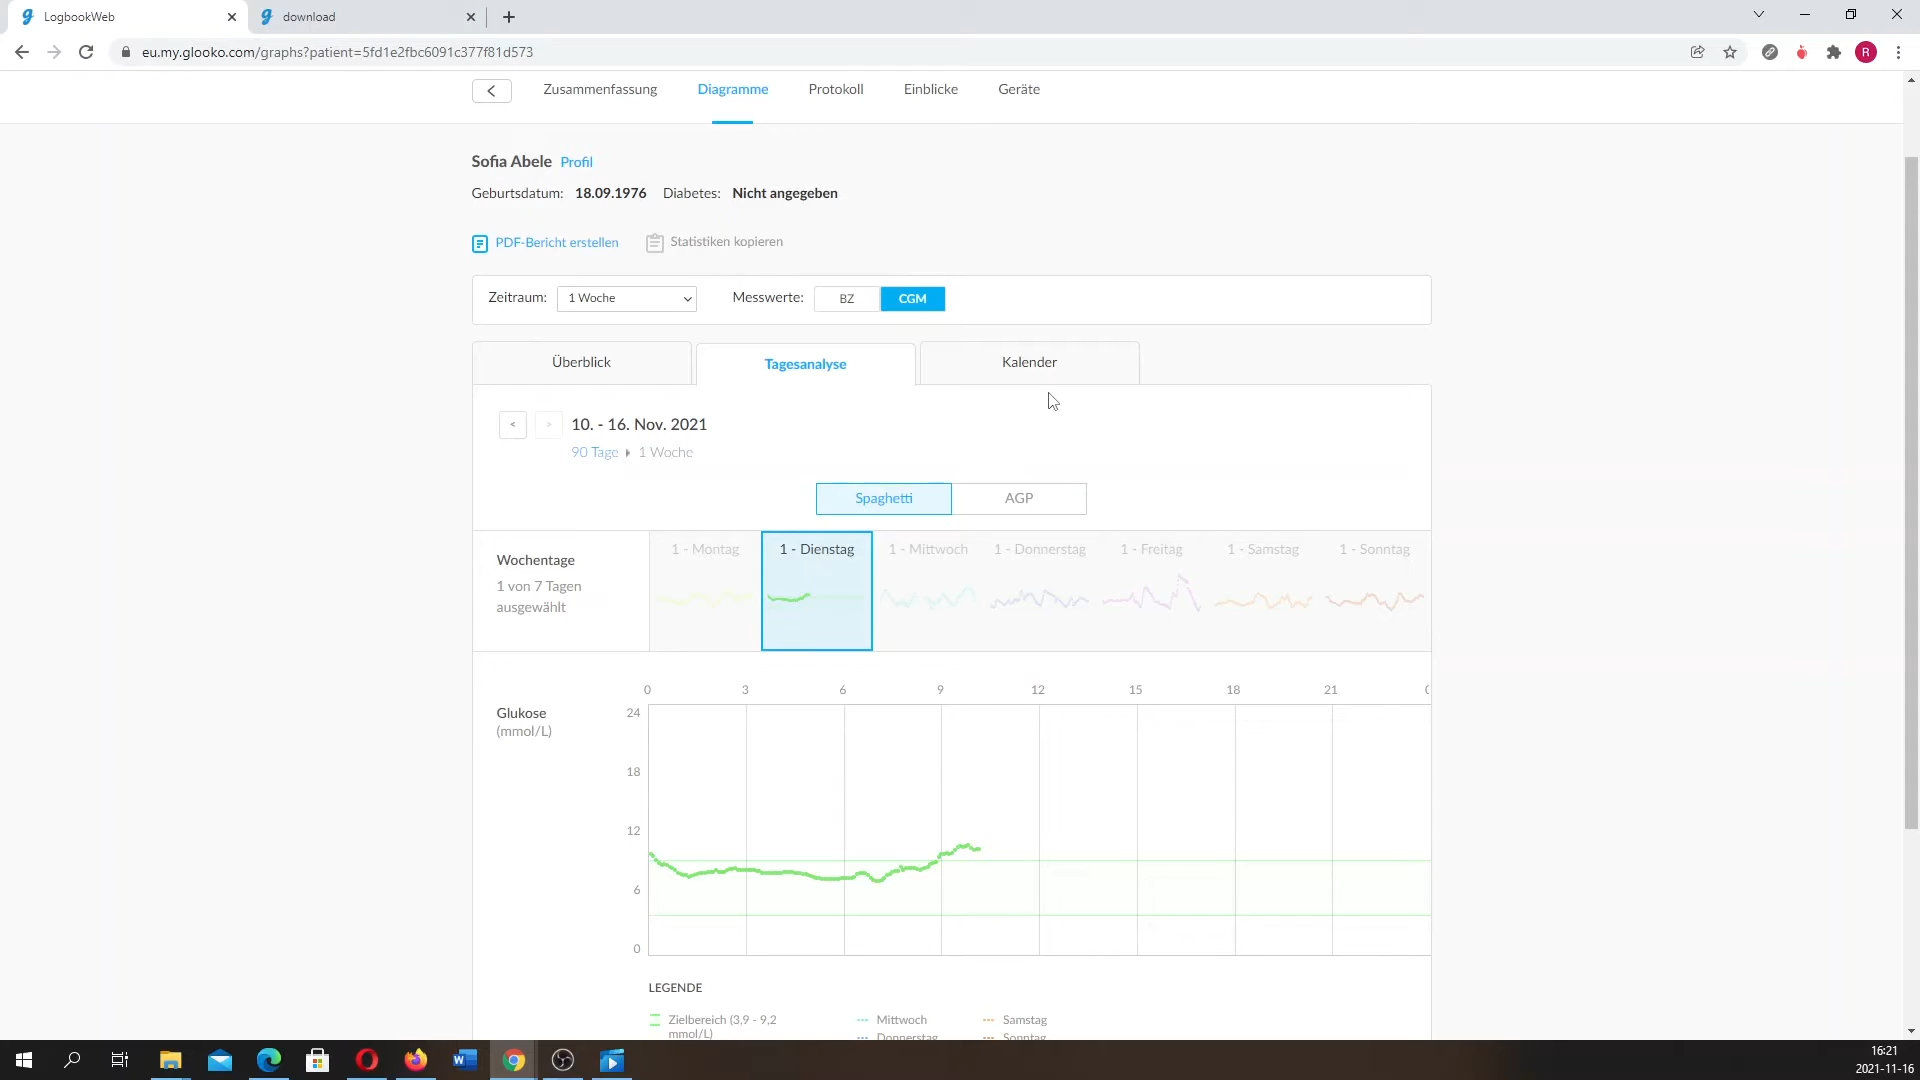 LogbookWeb
download
eu.my.glooko.com/graphs?patient=5fd1e2fbc6091c377f81d573
R
Zusammenfassung Diagramme Protokoll Einblicke Geräte
Sofia Abele Profil
Geburtsdatum: 18.09.1976 Diabetes: Nicht angegeben
PDF-Bericht erstellen Statistiken kopieren
Zeitraum: 1 Woche Messwerte: BZ CGM
Überblick Tagesanalyse Kalender
< > 10. - 16. Nov. 2021
90 Tage 1 Woche
Spaghetti AGP
Wochentage
1 von 7 Tagen
ausgewählt
1 - Montag 1 - Dienstag 1 - Mittwoch 1 - Donnerstag 1 - Freitag 1 - Samstag 1 - Sonntag
0 3 6 9 12 15 18 21
Glukose
(mmol/L)
24
18
12
6
0
LEGENDE
Zielbereich (3,9 - 9,2
mmol/L)
Mittwoch
Donnerstag
Samstag
Sonntag
16:21
2021-11-16